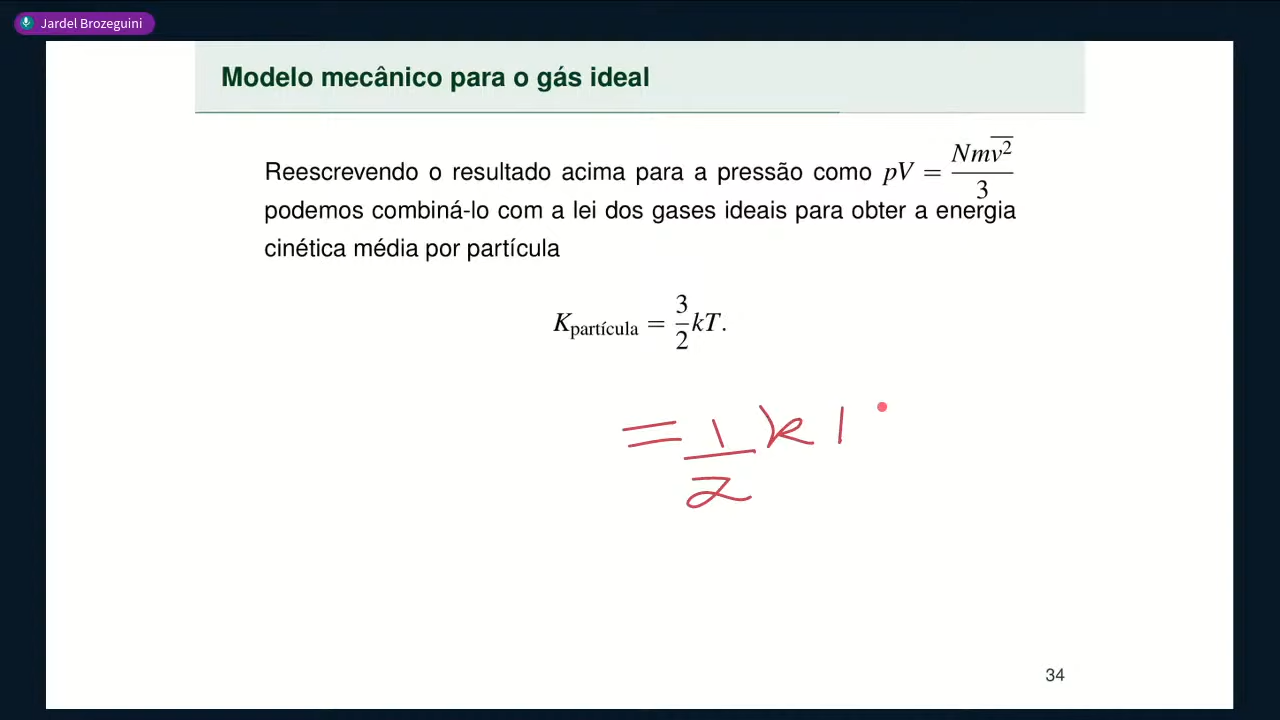 Jardel Brozeguini
Modelo mecânico para o gás ideal
Reescrevendo o resultado acima para a pressão como pV = Nmv̅²/3
podemos combiná-lo com a lei dos gases ideais para obter a energia
cinética média por partícula
K_partícula = 3/2 kT.
= 1/2 k
34